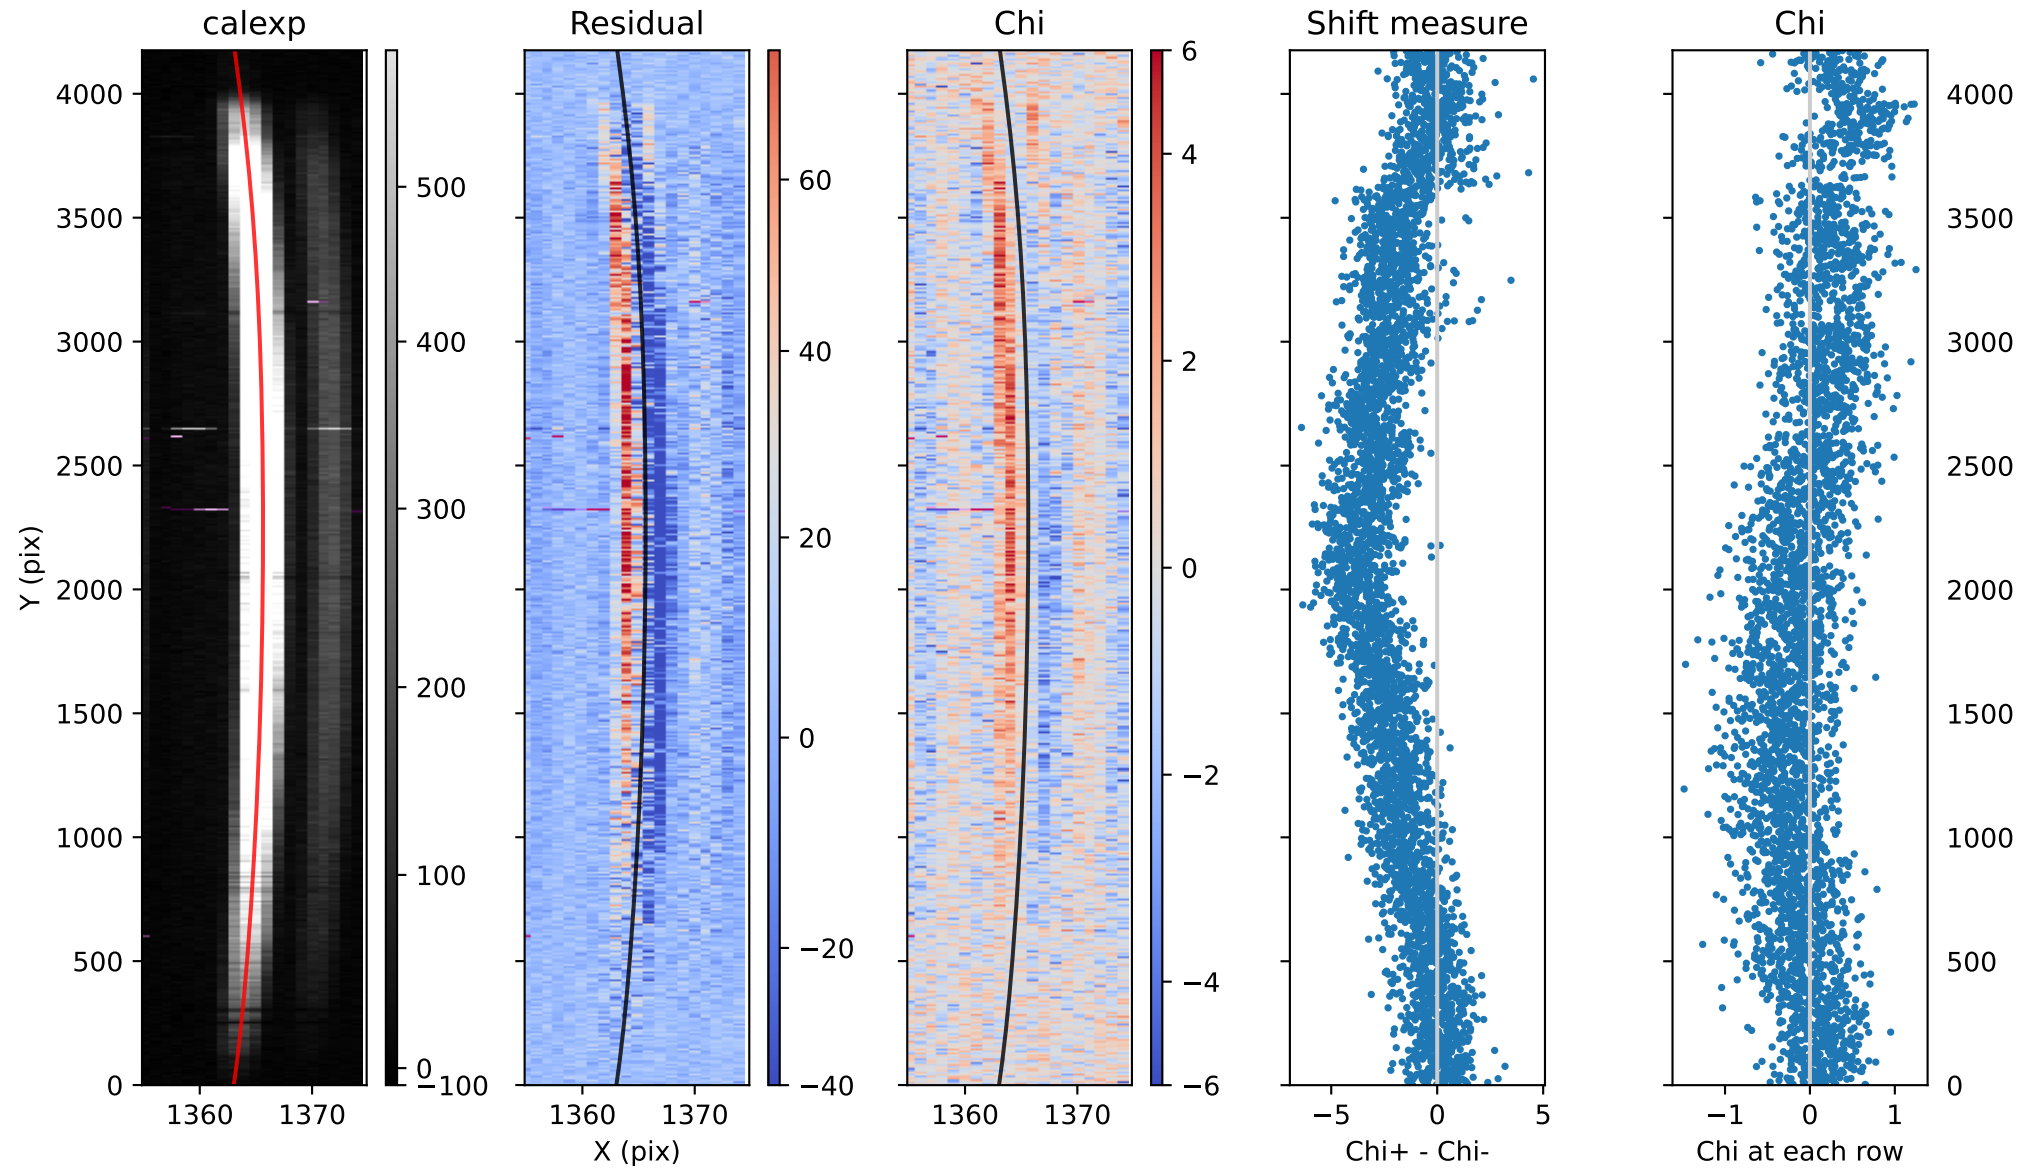 calexp Residual Chi Shift measure Chi
4000 500 60 6 4000
3500 400 40 4 3500
3000 300 20 2 3000
2500 200 0 0 2500
2000 100 −20 −2 2000
1500 0 −40 −4 1500
1000 −100 −6 1000
500 500
0 0
Y (pix)
1360 1370 1360 1370 1360 1370 −5 0 5 −1 0 1
X (pix) Chi+ - Chi- Chi at each row